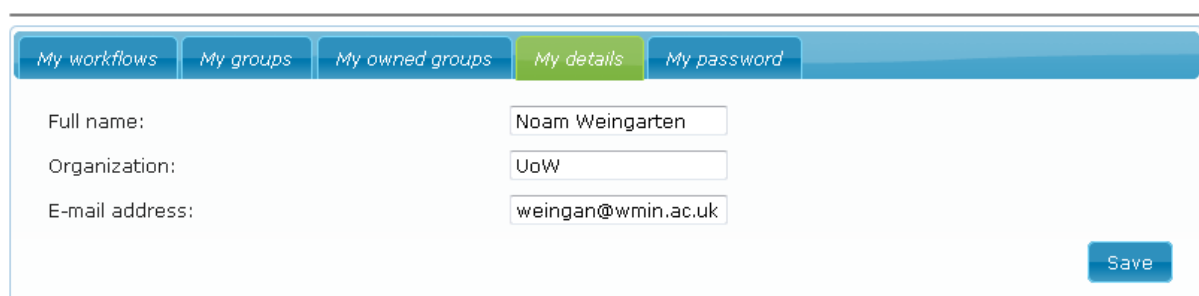 My workflows My groups My owned groups My details My password
Full name: Noam Weingarten
Organization: UoW
E-mail address: weingan@wmin.ac.uk
Save